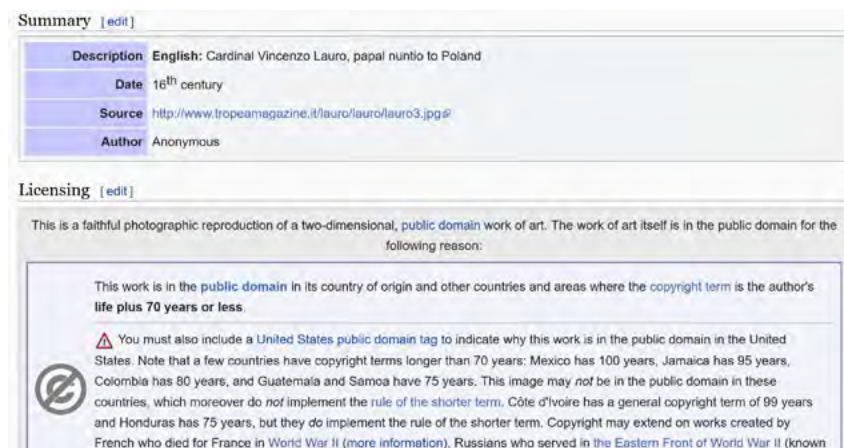 Summary [edit]
Description English: Cardinal Vincenzo Lauro, papal nuntio to Poland
Date 16th century
Source http://www.tropeamagazine.it/lauro/lauro/lauro3.jpg
Author Anonymous
Licensing [edit]
This is a faithful photographic reproduction of a two-dimensional, public domain work of art. The work of art itself is in the public domain for the
following reason:
This work is in the public domain in its country of origin and other countries and areas where the copyright term is the author's
life plus 70 years or less.
You must also include a United States public domain tag to indicate why this work is in the public domain in the United
States. Note that a few countries have copyright terms longer than 70 years: Mexico has 100 years, Jamaica has 95 years,
Colombia has 80 years, and Guatemala and Samoa have 75 years. This image may not be in the public domain in these
countries, which moreover do not implement the rule of the shorter term. Côte d'Ivoire has a general copyright term of 99 years
and Honduras has 75 years, but they do implement the rule of the shorter term. Copyright may extend on works created by
French who died for France in World War II (more information), Russians who served in the Eastern Front of World War II (known